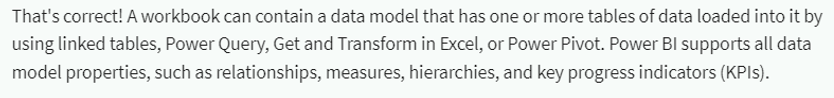 That's correct! A workbook can contain a data model that has one or more tables of data loaded into it by
using linked tables, Power Query, Get and Transform in Excel, or Power Pivot. Power BI supports all data
model properties, such as relationships, measures, hierarchies, and key progress indicators (KPIs).